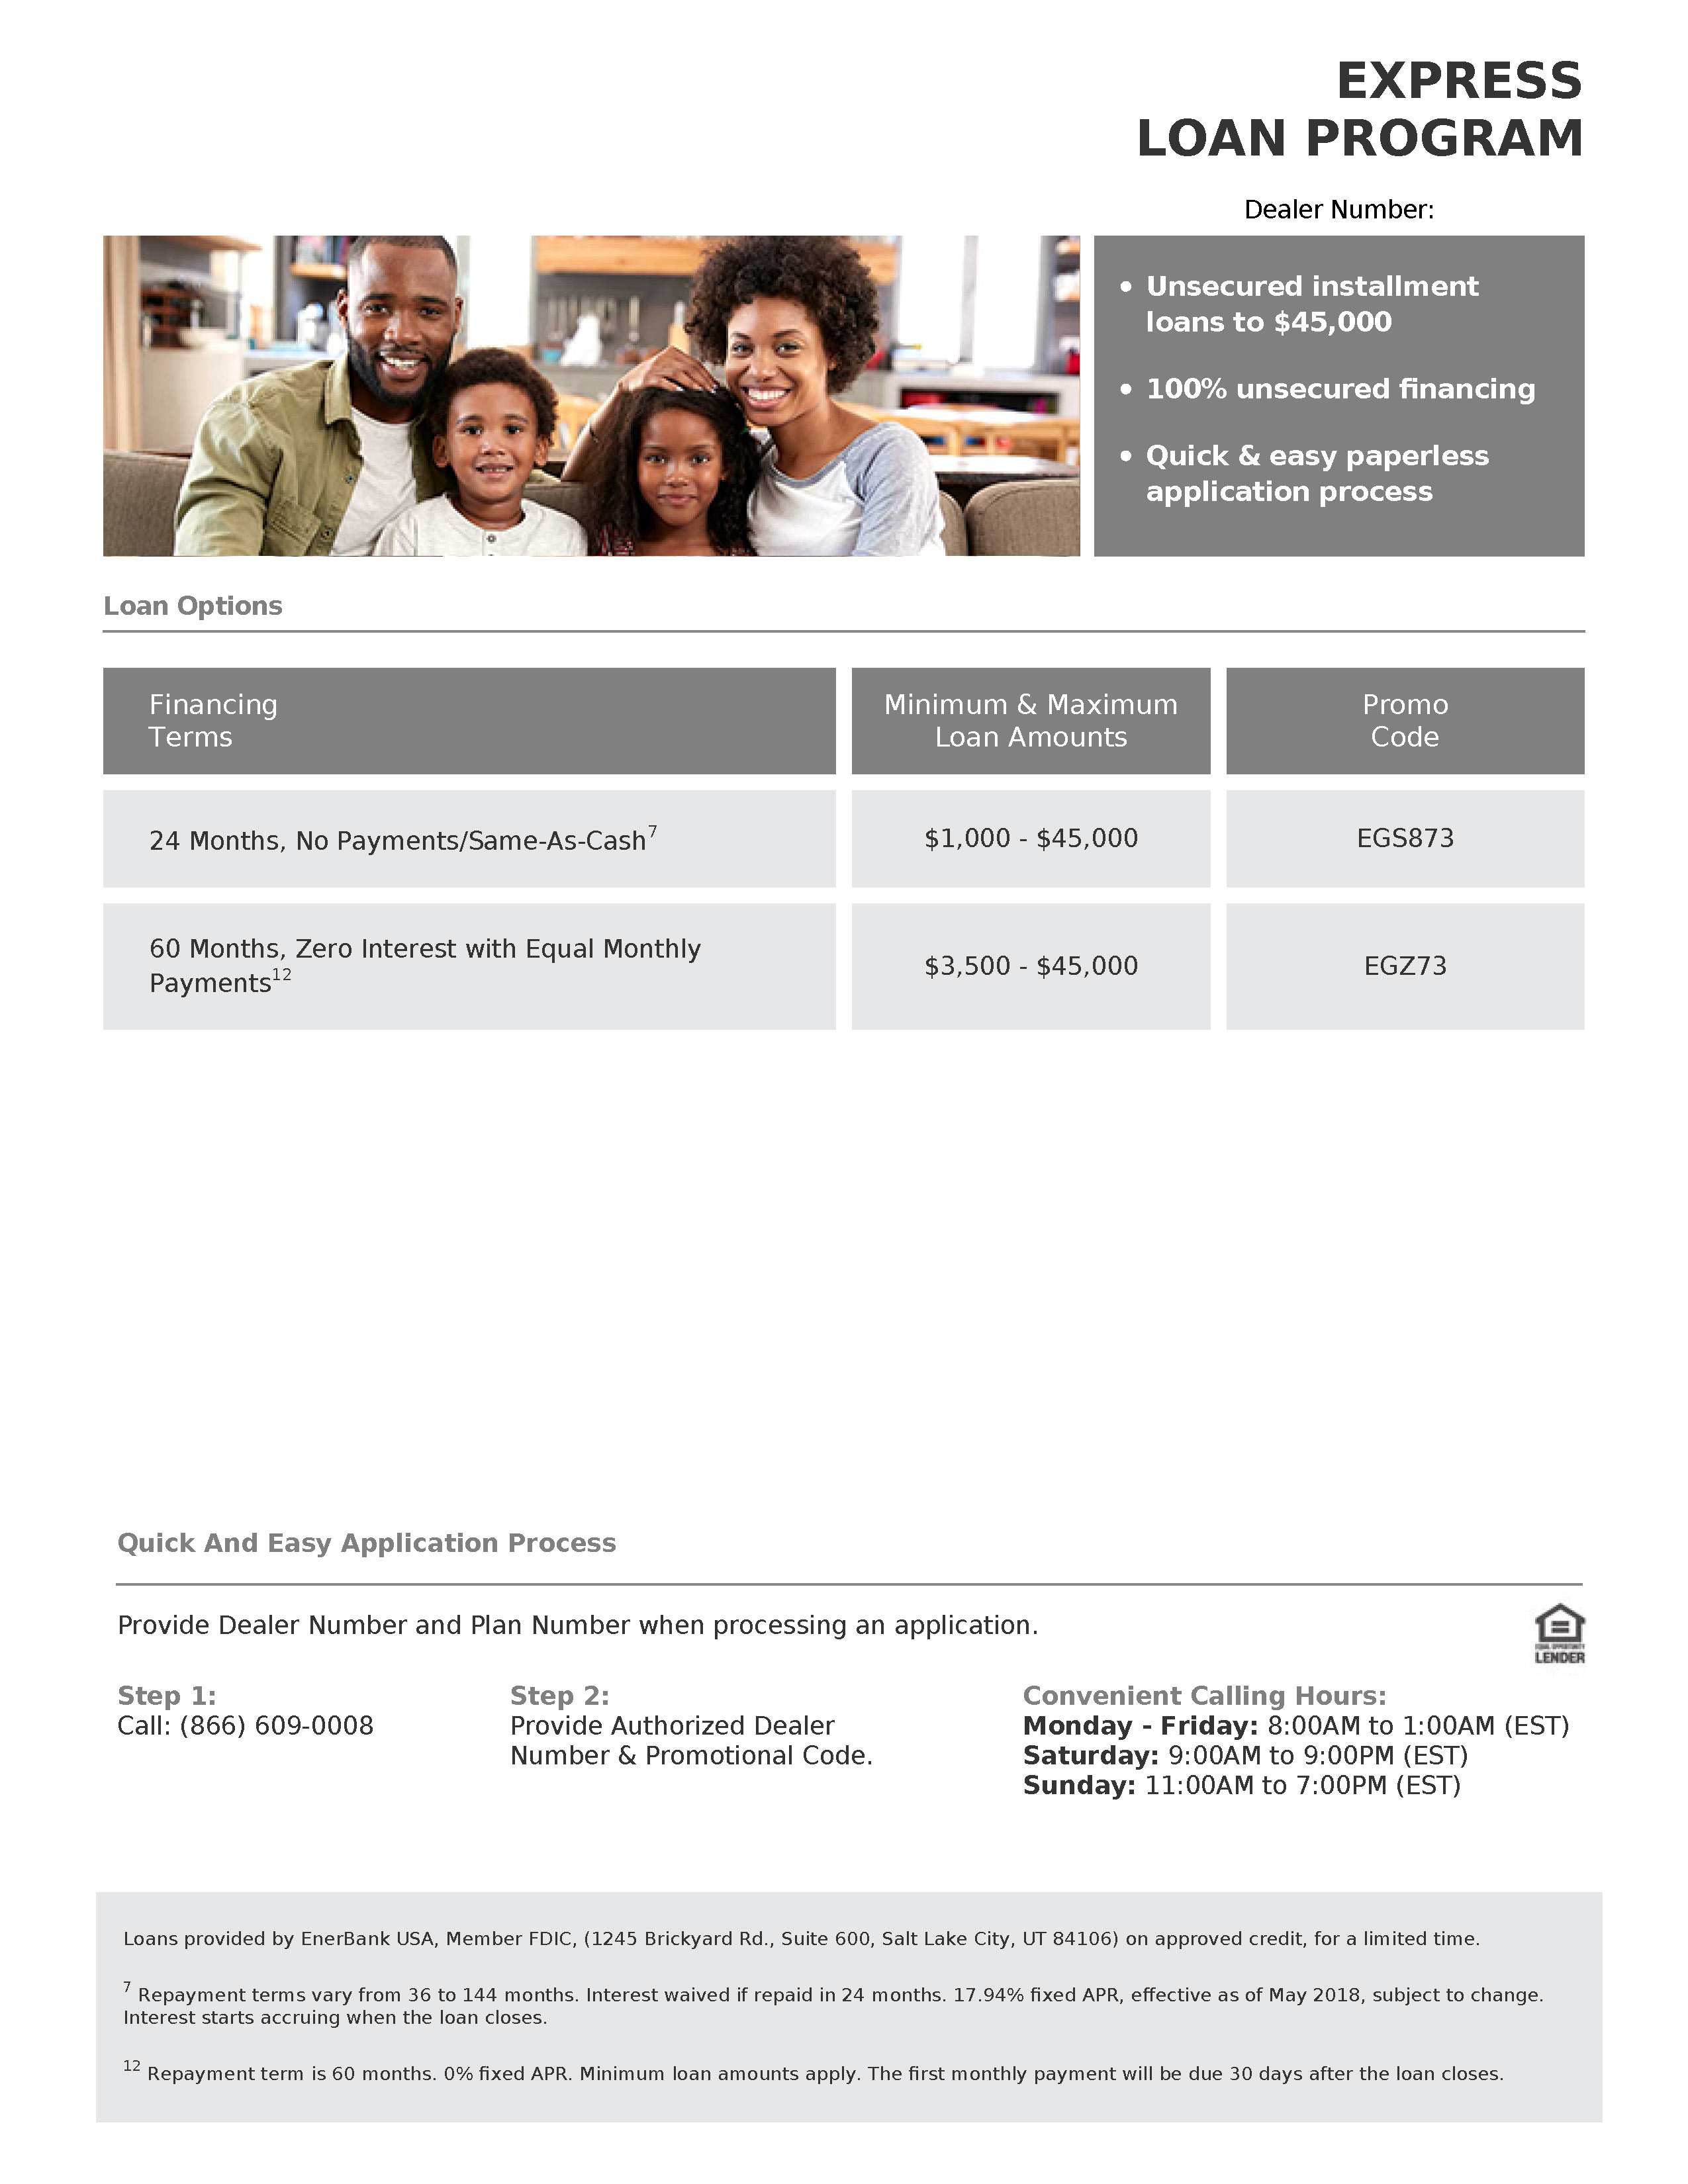 EXPRESS
LOAN PROGRAM
Dealer Number:
• Unsecured installment
loans to $45,000
• 100% unsecured financing
• Quick & easy paperless
application process
Loan Options
Financing
Terms
Minimum & Maximum
Loan Amounts
Promo
Code
24 Months, No Payments/Same-As-Cash⁷
$1,000 - $45,000
EGS873
60 Months, Zero Interest with Equal Monthly
Payments¹²
$3,500 - $45,000
EGZ73
Quick And Easy Application Process
Provide Dealer Number and Plan Number when processing an application.
EQUAL OPPORTUNITY
LENDER
Step 1:
Call: (866) 609-0008
Step 2:
Provide Authorized Dealer
Number & Promotional Code.
Convenient Calling Hours:
Monday - Friday: 8:00AM to 1:00AM (EST)
Saturday: 9:00AM to 9:00PM (EST)
Sunday: 11:00AM to 7:00PM (EST)
Loans provided by EnerBank USA, Member FDIC, (1245 Brickyard Rd., Suite 600, Salt Lake City, UT 84106) on approved credit, for a limited time.
⁷ Repayment terms vary from 36 to 144 months. Interest waived if repaid in 24 months. 17.94% fixed APR, effective as of May 2018, subject to change.
Interest starts accruing when the loan closes.
¹² Repayment term is 60 months. 0% fixed APR. Minimum loan amounts apply. The first monthly payment will be due 30 days after the loan closes.